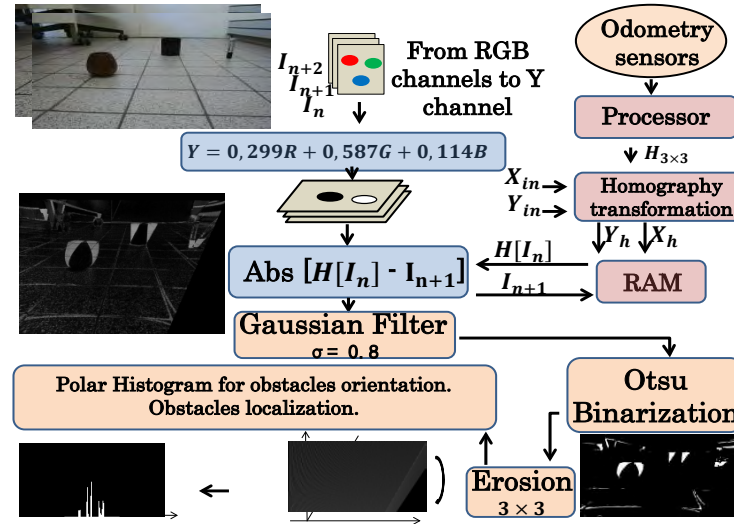 I_{n+2}
I_{n+1}
I_n
From RGB
channels to Y
channel
Odometry
sensors
Processor
H_{3×3}
Y = 0,299R + 0,587G + 0,114B
X_{in}
Y_{in}
Homography
transformation
Y_h
X_h
H[I_n]
I_{n+1}
RAM
Abs [H[I_n] - I_{n+1}]
Gaussian Filter
σ = 0,8
Polar Histogram for obstacles orientation.
Obstacles localization.
Otsu
Binarization
Erosion
3 × 3